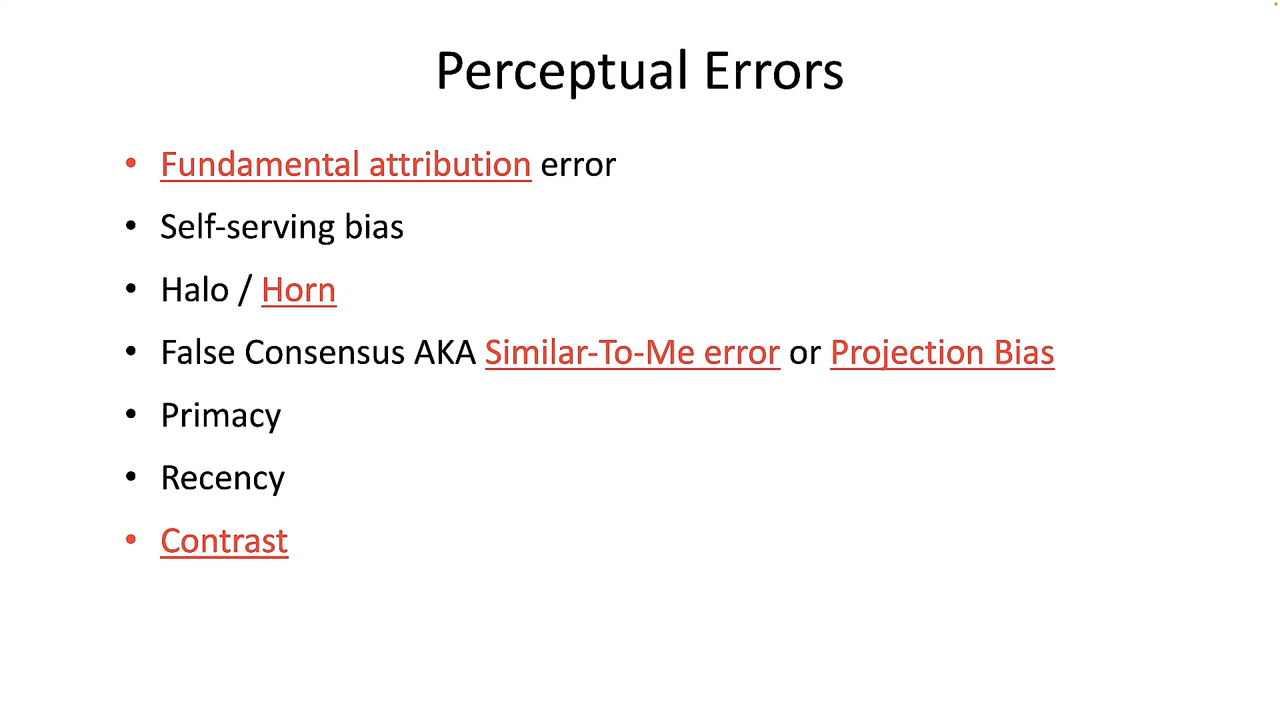 Perceptual Errors
• Fundamental attribution error
• Self-serving bias
• Halo / Horn
• False Consensus AKA Similar-To-Me error or Projection Bias
• Primacy
• Recency
• Contrast